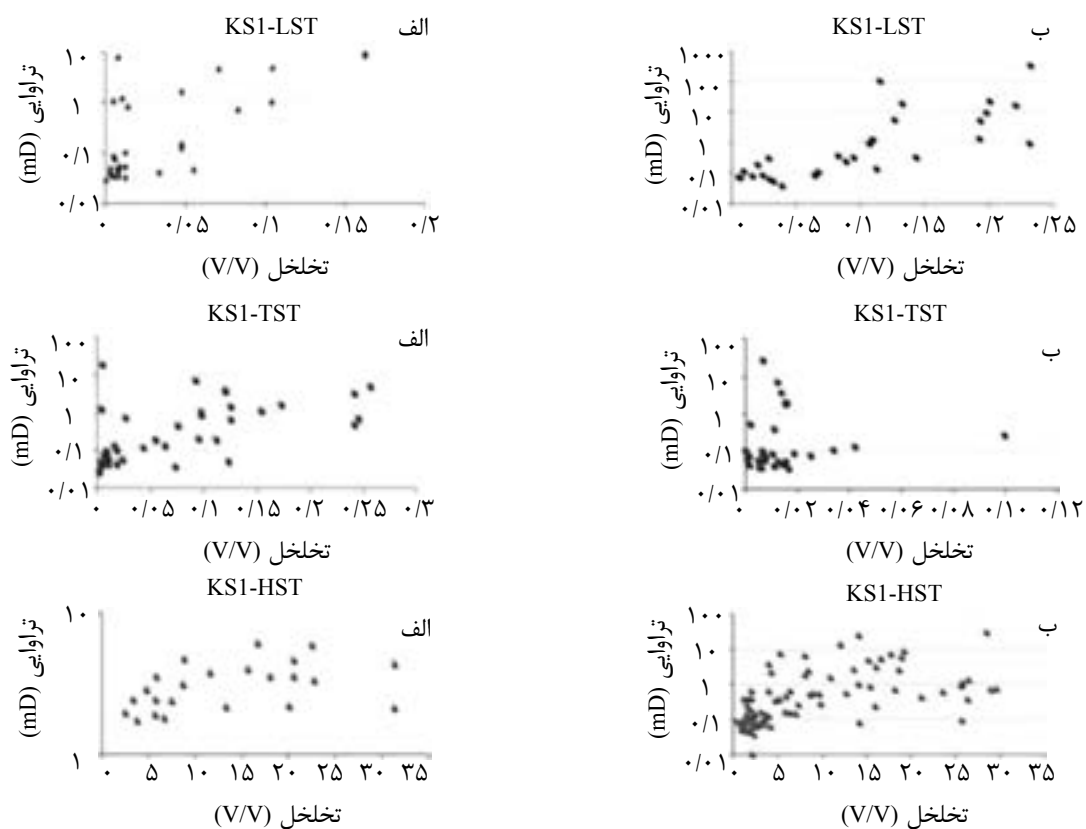 KS1-LST
الف
تراوایی (mD)
۱۰
۱
۰/۱
۰/۰۱
۰ ۰/۰۵ ۰/۱ ۰/۱۵ ۰/۲
تخلخل (V/V)
KS1-LST
ب
تراوایی (mD)
۱۰۰۰
۱۰۰
۱۰
۱
۰/۱
۰/۰۱
۰ ۰/۰۵ ۰/۱ ۰/۱۵ ۰/۲ ۰/۲۵
تخلخل (V/V)
KS1-TST
الف
تراوایی (mD)
۱۰۰
۱۰
۱
۰/۱
۰/۰۱
۰ ۰/۰۵ ۰/۱ ۰/۱۵ ۰/۲ ۰/۲۵ ۰/۳
تخلخل (V/V)
KS1-TST
ب
تراوایی (mD)
۱۰۰
۱۰
۱
۰/۱
۰/۰۱
۰ ۰/۰۲ ۰/۰۴ ۰/۰۶ ۰/۰۸ ۰/۱۰ ۰/۱۲
تخلخل (V/V)
KS1-HST
الف
تراوایی (mD)
۱۰
۱
۰ ۵ ۱۰ ۱۵ ۲۰ ۲۵ ۳۰ ۳۵
تخلخل (V/V)
KS1-HST
ب
تراوایی (mD)
۱۰۰
۱۰
۱
۰/۱
۰/۰۱
۰ ۵ ۱۰ ۱۵ ۲۰ ۲۵ ۳۰ ۳۵
تخلخل (V/V)